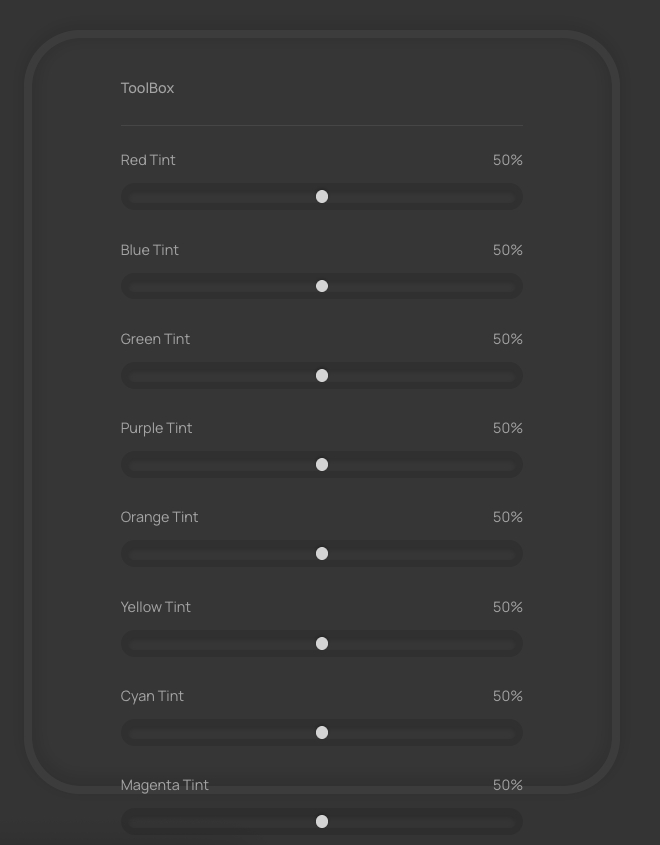 ToolBox
Red Tint 50%
Blue Tint 50%
Green Tint 50%
Purple Tint 50%
Orange Tint 50%
Yellow Tint 50%
Cyan Tint 50%
Magenta Tint 50%